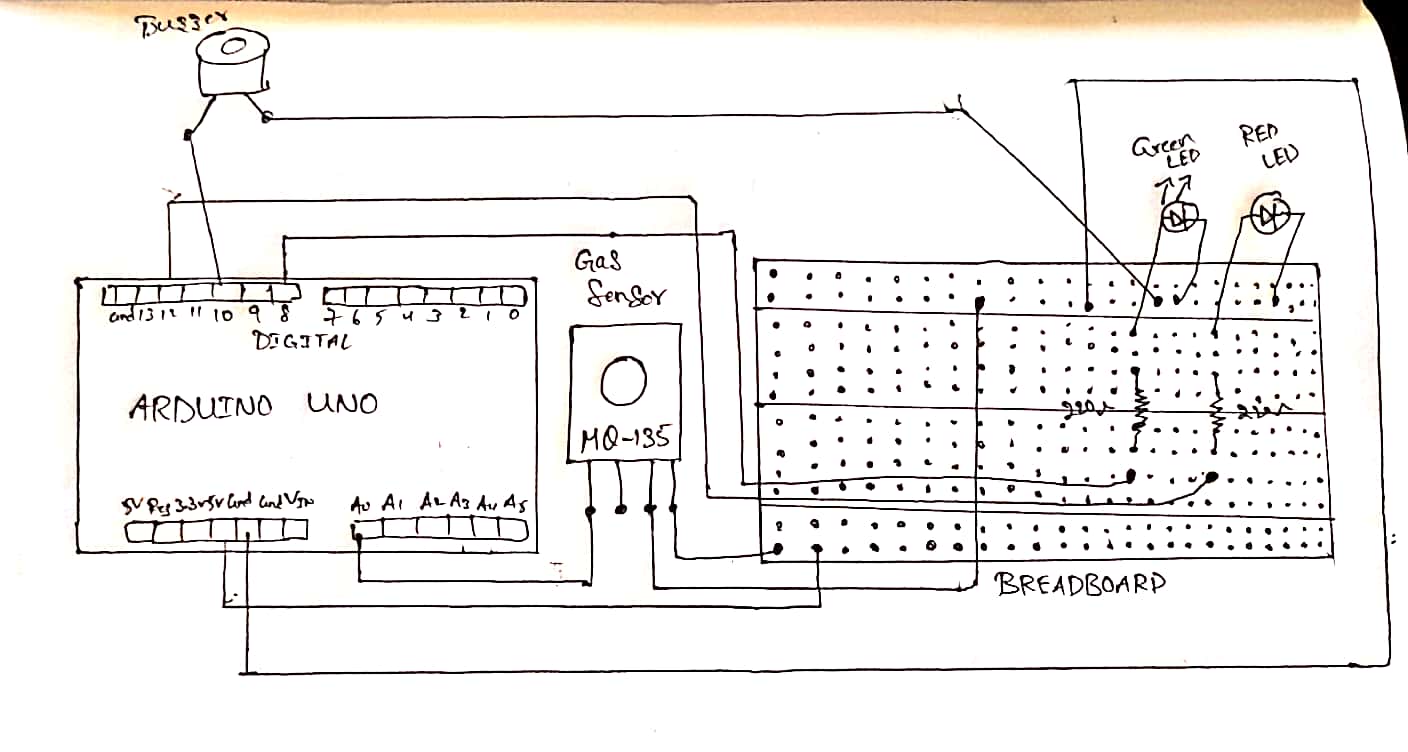 Buzzer
Green
LED
RED
LED
Gas
Sensor
Gnd 13 12 11 10 9 8 7 6 5 4 3 2 1 0
DIGITAL
ARDUINO UNO
MQ-135
220Ω
5V Res 3.3v 5v Gnd Gnd Vin A0 A1 A2 A3 A4 A5
BREADBOARD